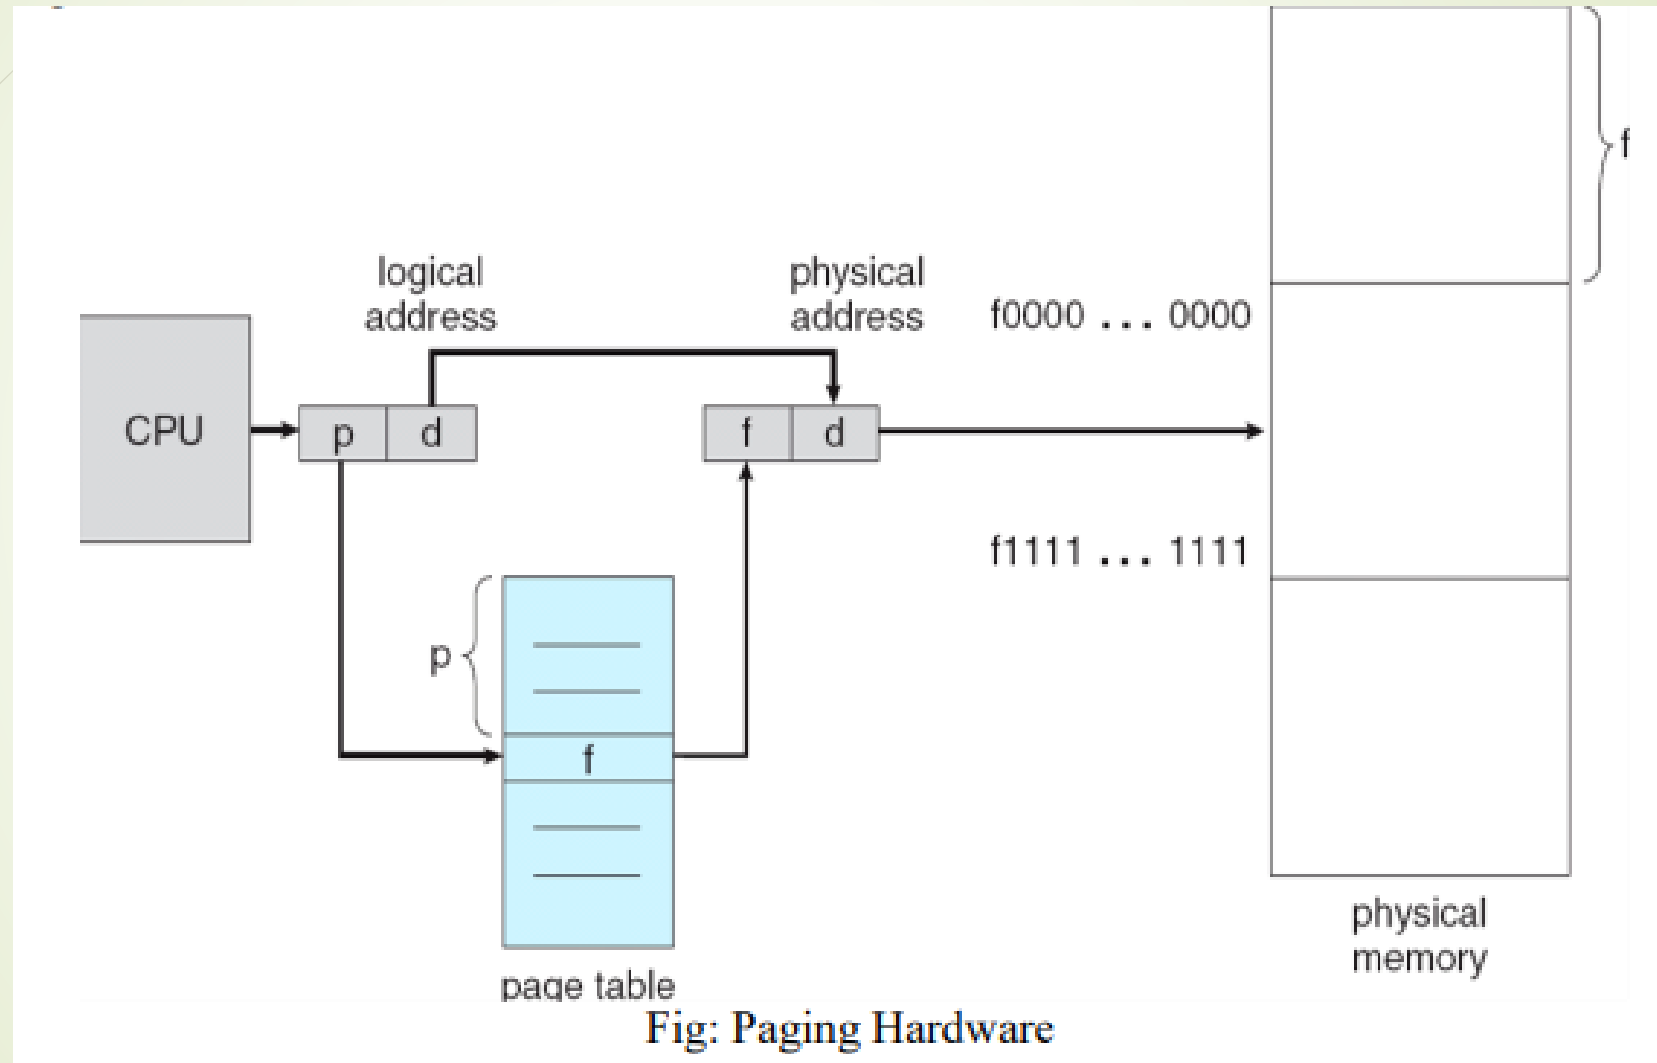 f
logical
address
physical
address
f0000 ... 0000
CPU
p
d
f
d
f1111 ... 1111
p
f
physical
memory
page table
Fig: Paging Hardware